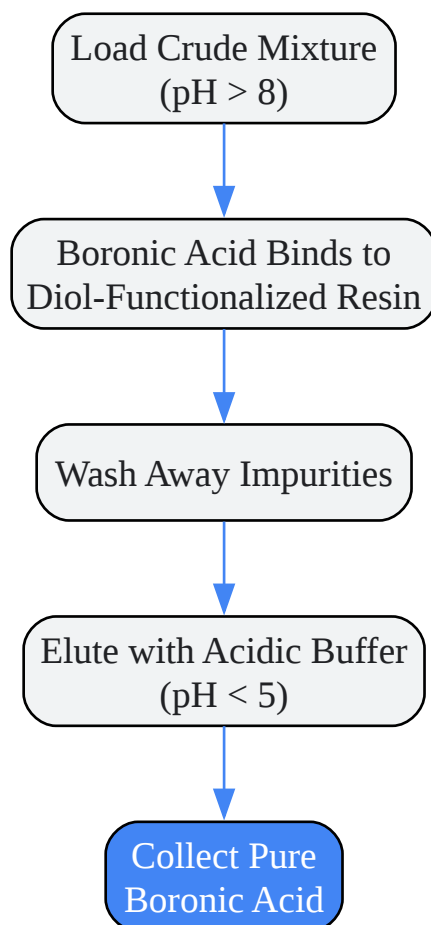 Load Crude Mixture
(pH > 8)
Boronic Acid Binds to
Diol-Functionalized Resin
Wash Away Impurities
Elute with Acidic Buffer
(pH < 5)
Collect Pure
Boronic Acid